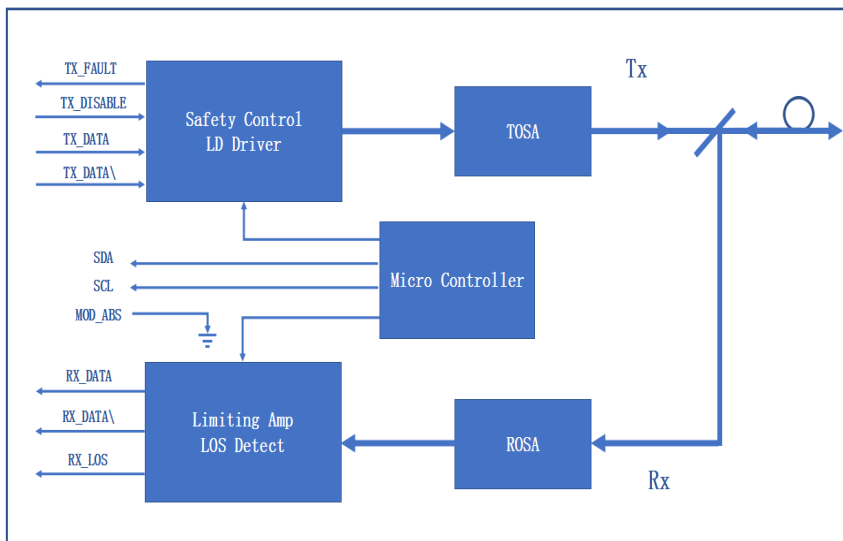 TX_FAULT
TX_DISABLE
TX_DATA
TX_DATA\
Safety Control
LD Driver
TOSA
Tx
SDA
SCL
MOD_ABS
Micro Controller
RX_DATA
RX_DATA\
RX_LOS
Limiting Amp
LOS Detect
ROSA
Rx